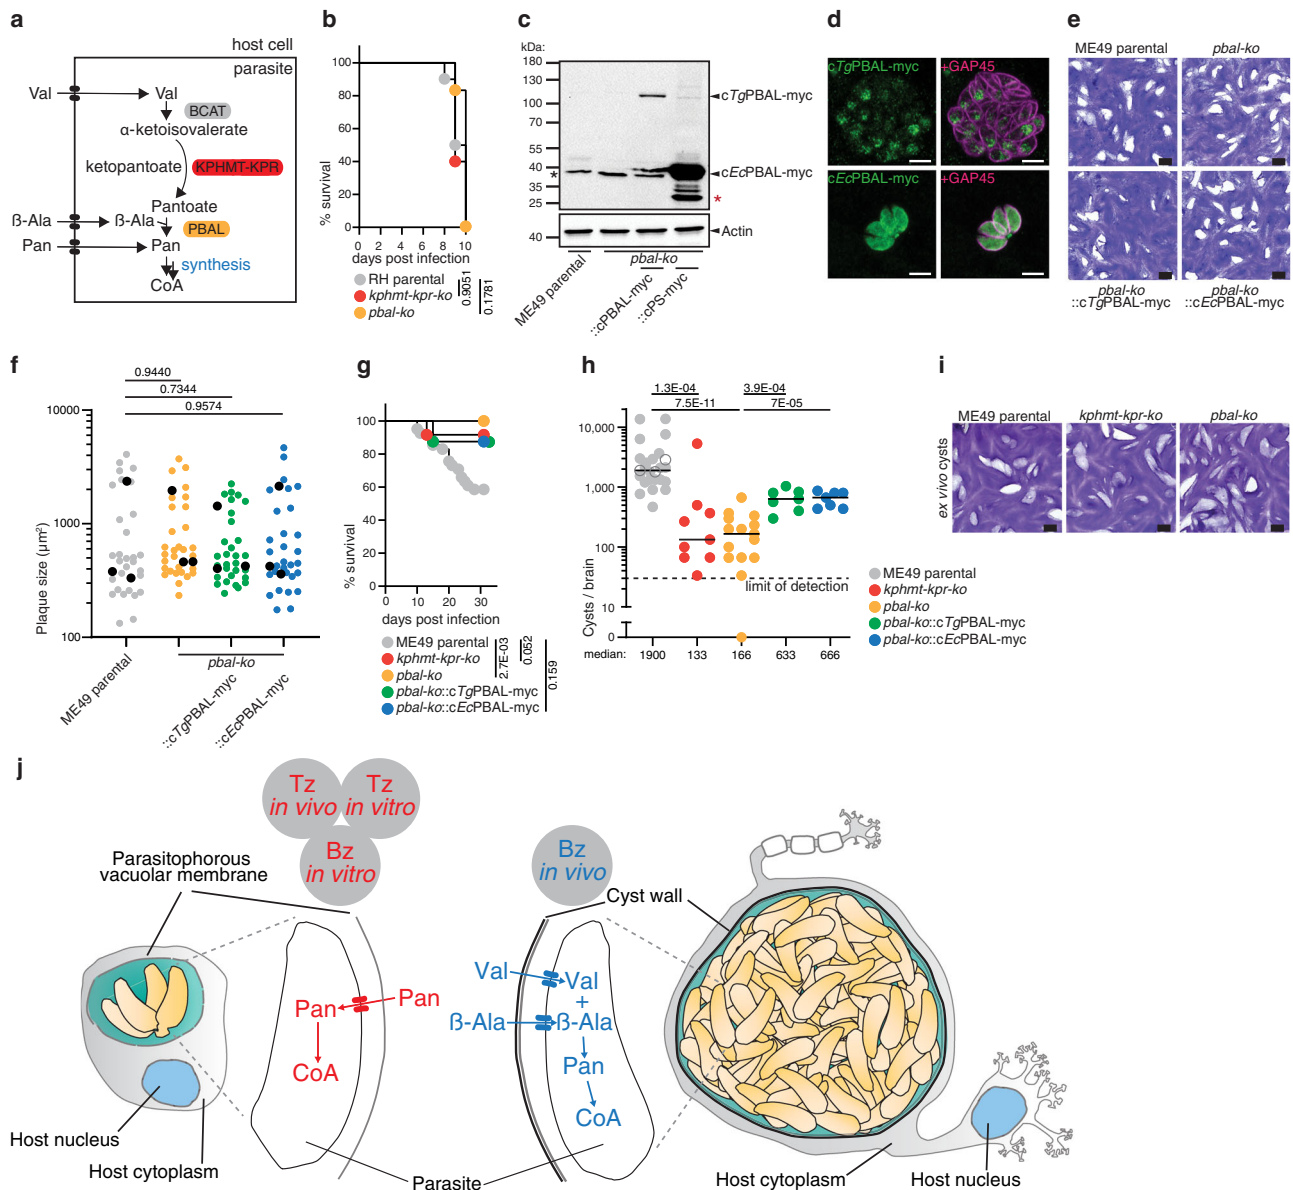 a
host cell
parasite
Val
Val
BCAT
α-ketoisovalerate
ketopantoate
KPHMT-KPR
Pantoate
ß-Ala
ß-Ala
PBAL
Pan
Pan
synthesis
CoA
b
% survival
100
80
60
40
20
0
0 2 4 6 8 10
days post infection
RH parental
kphmt-kpr-ko
pbal-ko
0.9051
0.1781
c
kDa:
180
130
100
70
55
40
35
25
40
*
*
cTgPBAL-myc
cEcPBAL-myc
Actin
ME49 parental
pbal-ko
::cPBAL-myc
::cPS-myc
d
cTgPBAL-myc
+GAP45
cEcPBAL-myc
+GAP45
e
ME49 parental
pbal-ko
pbal-ko
::cTgPBAL-myc
pbal-ko
::cEcPBAL-myc
f
0.9440
0.7344
0.9574
Plaque size (µm²)
10000
1000
100
ME49 parental
pbal-ko
::cTgPBAL-myc
::cEcPBAL-myc
g
% survival
100
80
60
40
20
0
0 10 20 30
days post infection
ME49 parental
kphmt-kpr-ko
pbal-ko
pbal-ko::cTgPBAL-myc
pbal-ko::cEcPBAL-myc
2.7E-03
0.052
0.159
h
1.3E-04
3.9E-04
7.5E-11
7E-05
Cysts / brain
10,000
1,000
100
10
0
limit of detection
median: 1900 133 166 633 666
ME49 parental
kphmt-kpr-ko
pbal-ko
pbal-ko::cTgPBAL-myc
pbal-ko::cEcPBAL-myc
i
ME49 parental
kphmt-kpr-ko
pbal-ko
ex vivo cysts
j
Tz
in vivo
Tz
in vitro
Bz
in vitro
Bz
in vivo
Parasitophorous
vacuolar membrane
Cyst wall
Pan
Pan
CoA
Val
Val
+
ß-Ala
ß-Ala
Pan
CoA
Host nucleus
Host cytoplasm
Parasite
Host cytoplasm
Host nucleus